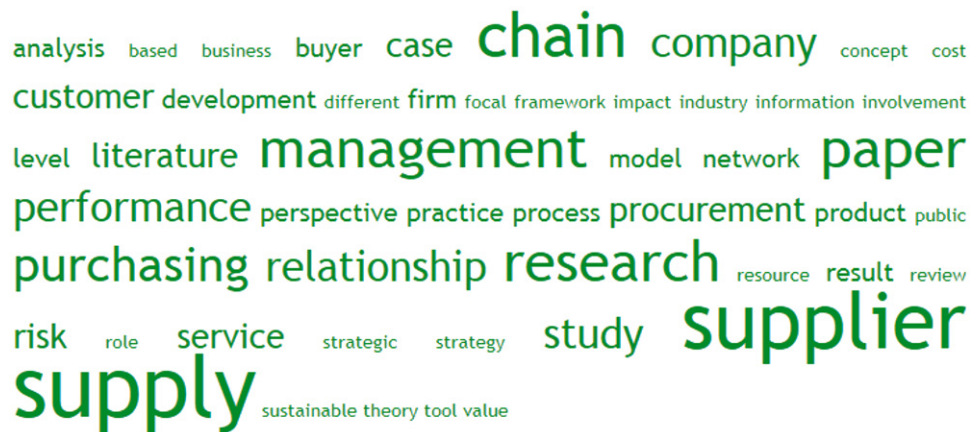 analysis based business buyer case chain company concept cost
customer development different firm focal framework impact industry information involvement
level literature management model network paper
performance perspective practice process procurement product public
purchasing relationship research resource result review
risk role service strategic strategy study supplier
supply sustainable theory tool value